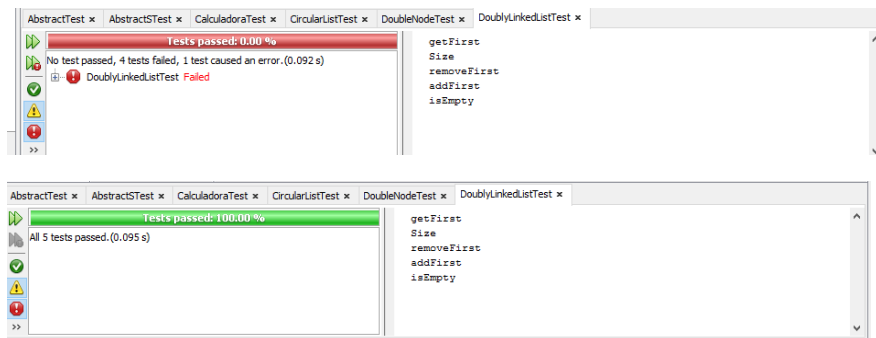 AbstractTest × AbstractSTest × CalculadoraTest × CircularListTest × DoubleNodeTest × DoublyLinkedListTest ×
Tests passed: 0.00 %
No test passed, 4 tests failed, 1 test caused an error.(0.092 s)
DoublyLinkedListTest Failed
>>
getFirst
Size
removeFirst
addFirst
isEmpty
AbstractTest × AbstractSTest × CalculadoraTest × CircularListTest × DoubleNodeTest × DoublyLinkedListTest ×
Tests passed: 100.00 %
All 5 tests passed.(0.095 s)
>>
getFirst
Size
removeFirst
addFirst
isEmpty